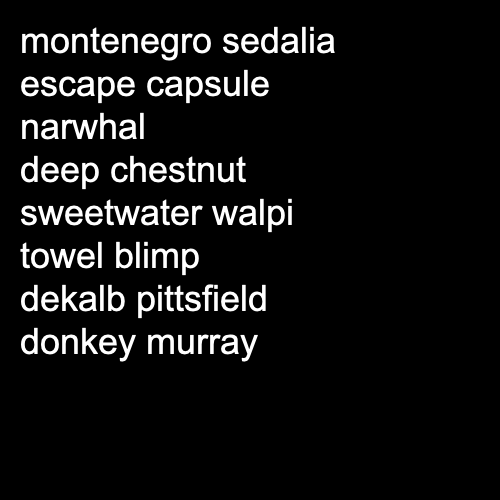 montenegro sedalia
escape capsule
narwhal
deep chestnut
sweetwater walpi
towel blimp
dekalb pittsfield
donkey murray